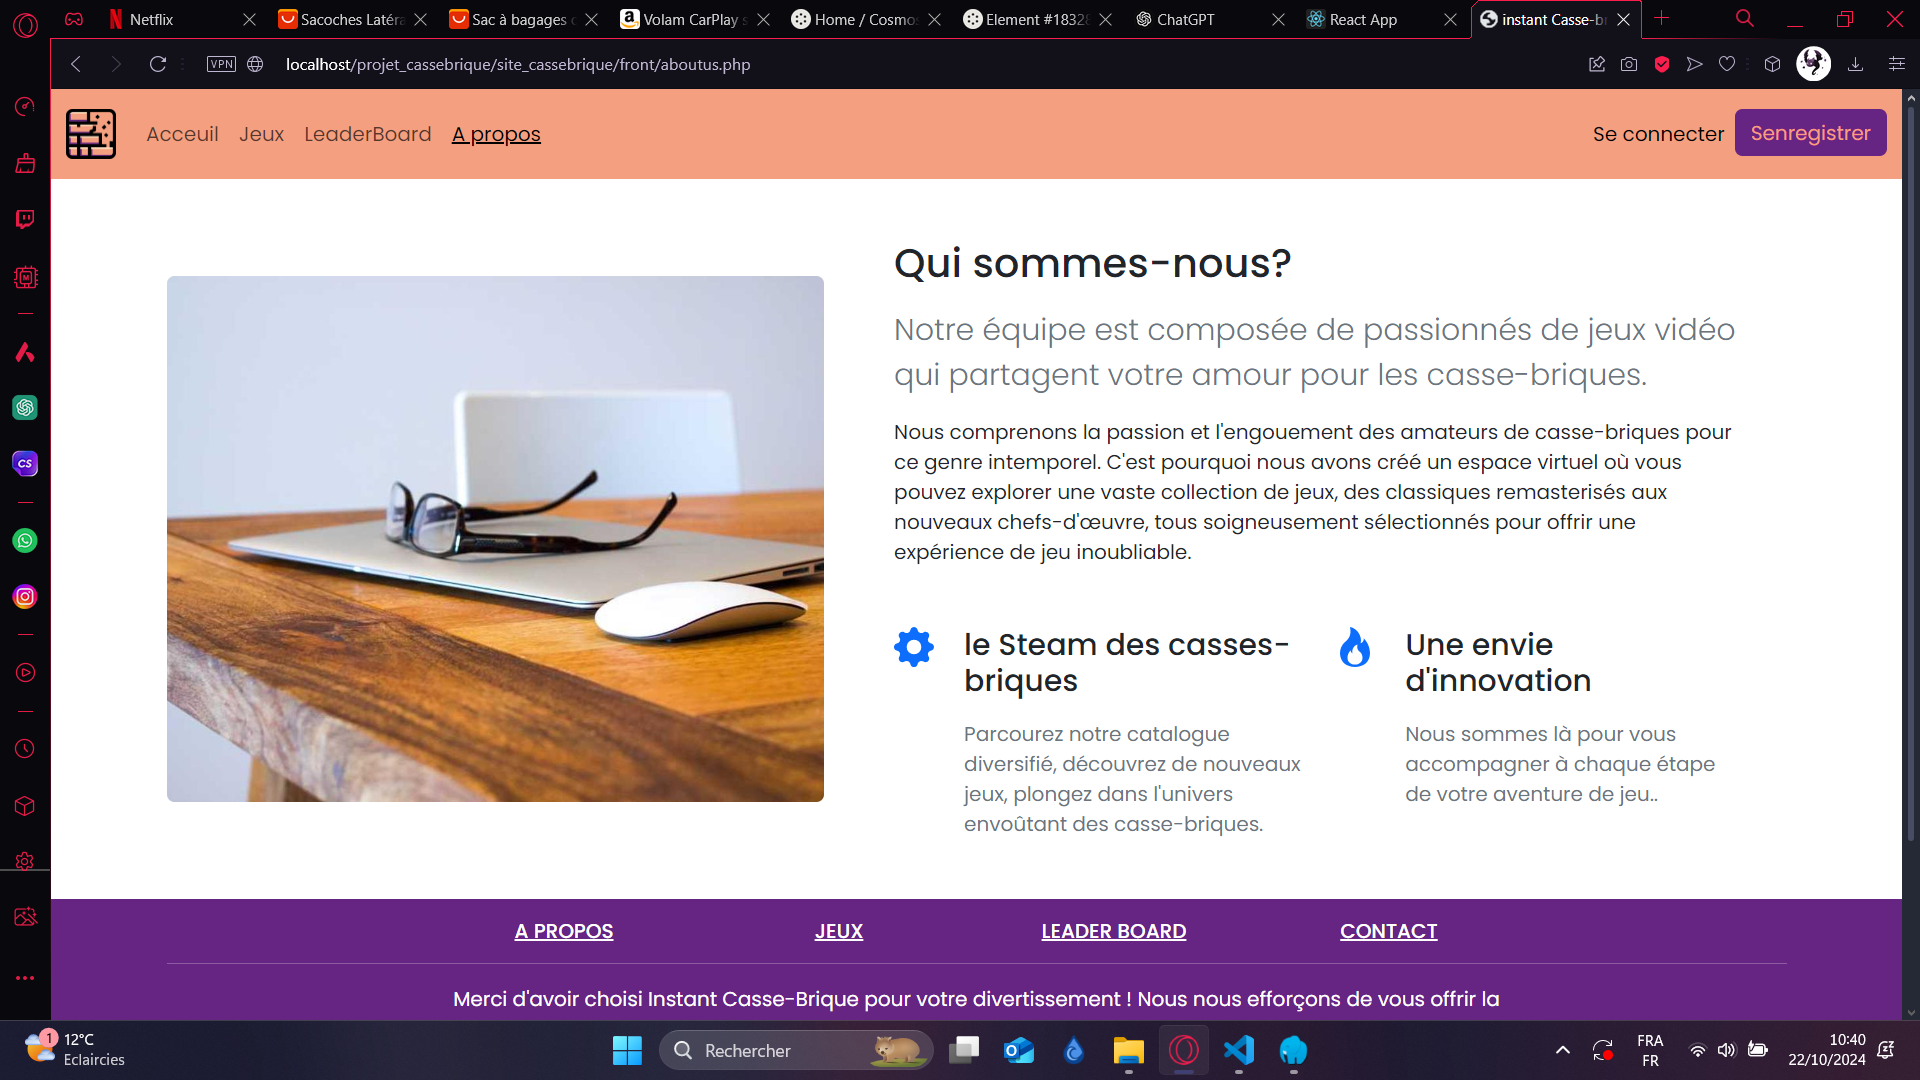 Netflix
Sacoches Latéra
Sac à bagages
Volam CarPlay s
Home / Cosmos
Element #18328
ChatGPT
React App
instant Casse-br
VPN
localhost/projet_cassebrique/site_cassebrique/front/aboutus.php
Acceuil
Jeux
LeaderBoard
A propos
Se connecter
Senregistrer
Qui sommes-nous?
Notre équipe est composée de passionnés de jeux vidéo
qui partagent votre amour pour les casse-briques.
Nous comprenons la passion et l'engouement des amateurs de casse-briques pour
ce genre intemporel. C'est pourquoi nous avons créé un espace virtuel où vous
pouvez explorer une vaste collection de jeux, des classiques remasterisés aux
nouveaux chefs-d'œuvre, tous soigneusement sélectionnés pour offrir une
expérience de jeu inoubliable.
le Steam des casses-
briques
Parcourez notre catalogue
diversifié, découvrez de nouveaux
jeux, plongez dans l'univers
envoûtant des casse-briques.
Une envie
d'innovation
Nous sommes là pour vous
accompagner à chaque étape
de votre aventure de jeu..
A PROPOS
JEUX
LEADER BOARD
CONTACT
Merci d'avoir choisi Instant Casse-Brique pour votre divertissement ! Nous nous efforçons de vous offrir la
CS
1
12°C
Eclaircies
Rechercher
FRA
FR
10:40
22/10/2024